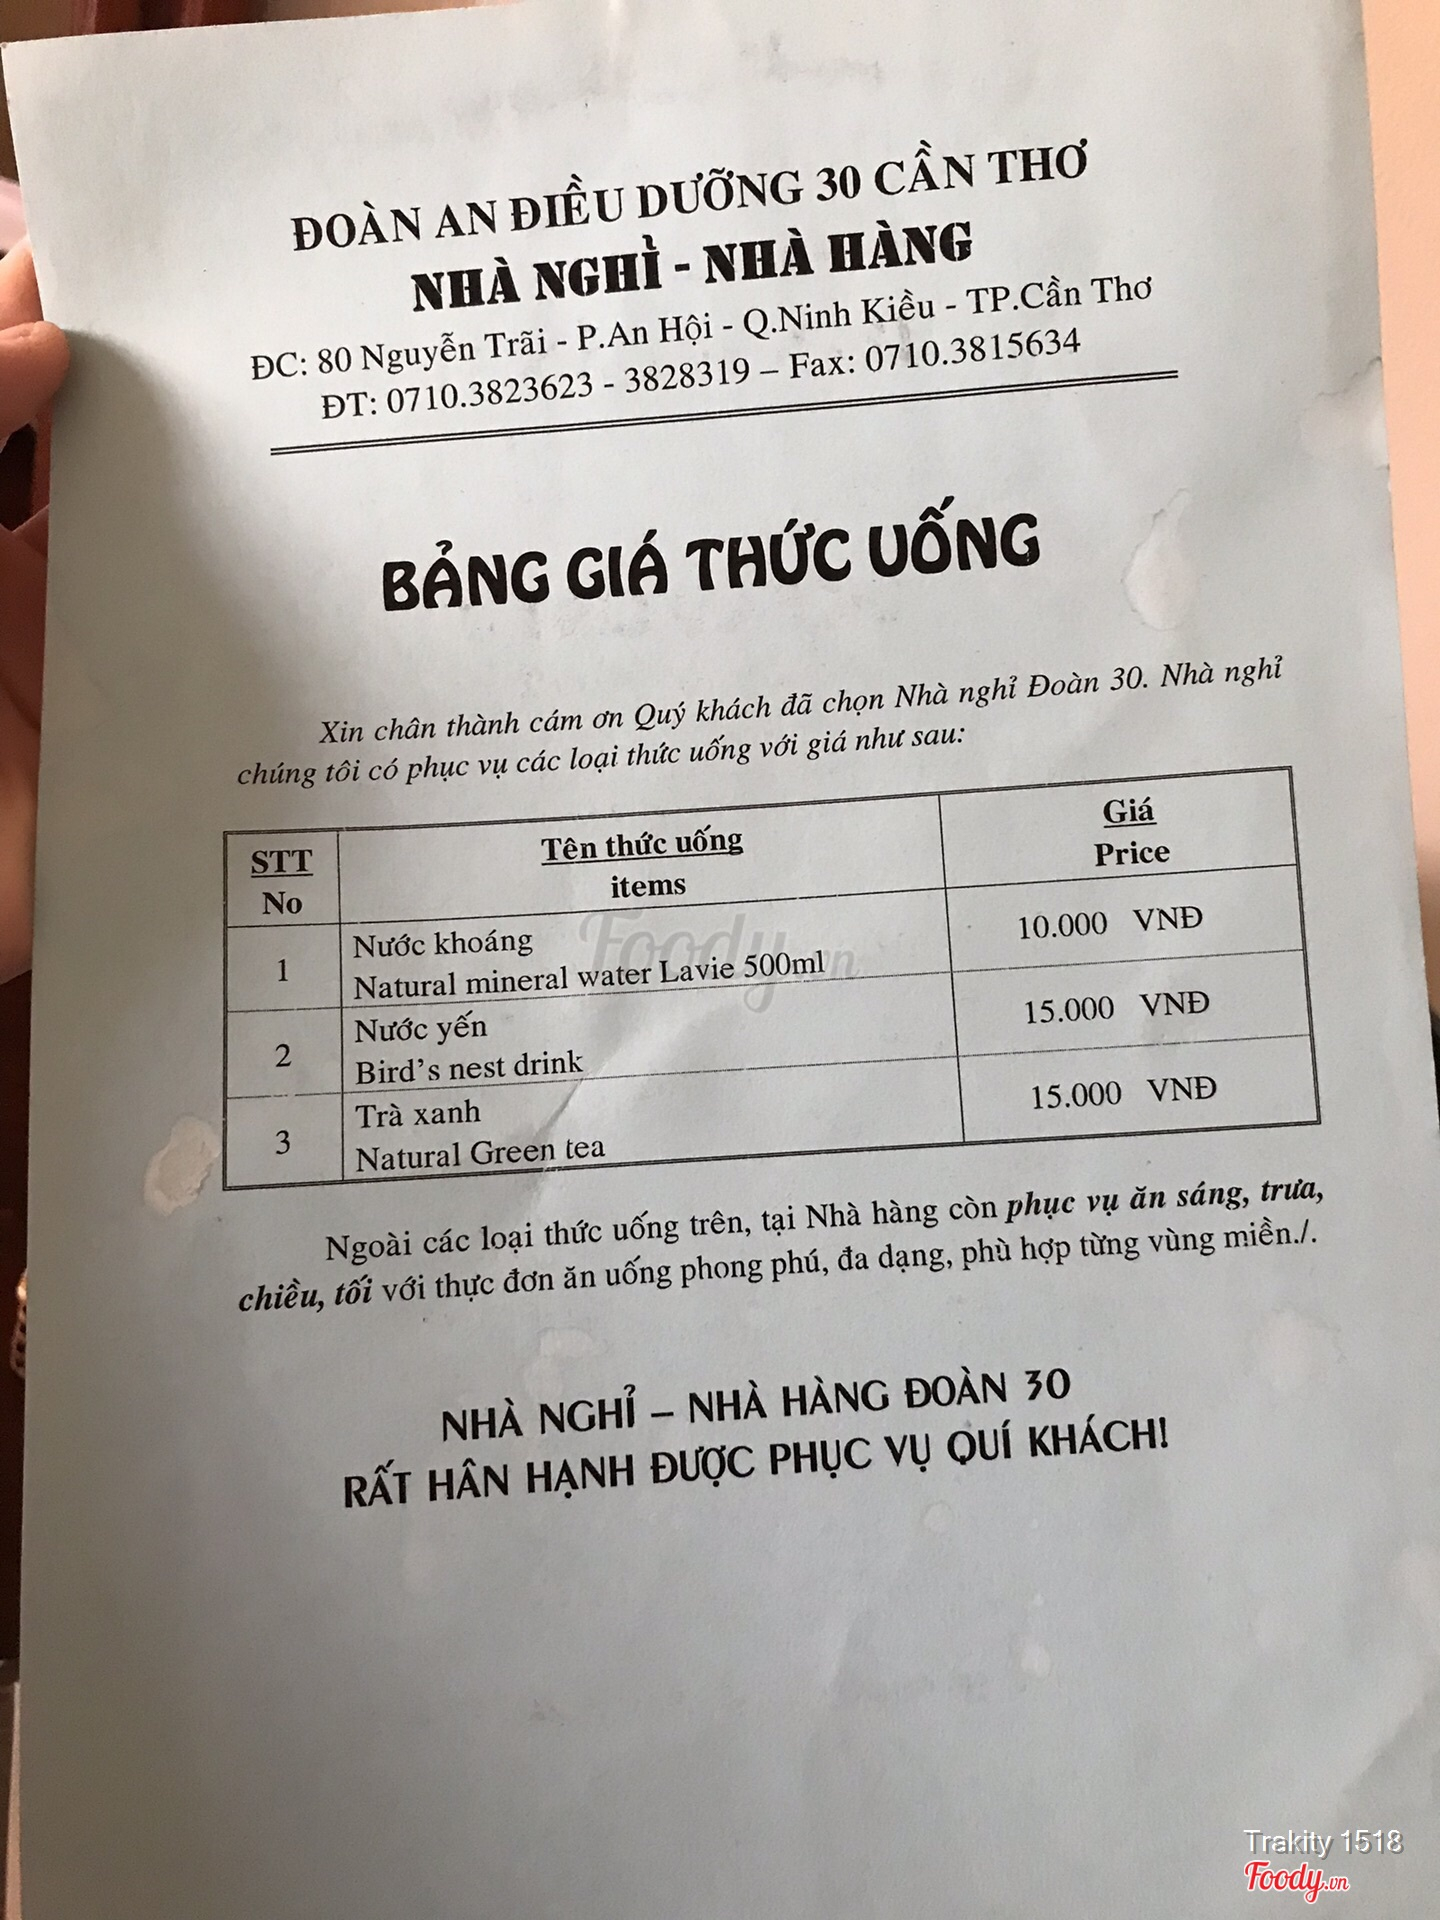 ĐOÀN AN ĐIỀU DƯỠNG 30 CẦN THƠ
NHÀ NGHỈ - NHÀ HÀNG
ĐC: 80 Nguyễn Trãi - P.An Hội - Q.Ninh Kiều - TP.Cần Thơ
ĐT: 0710.3823623 - 3828319 – Fax: 0710.3815634
BẢNG GIÁ THỨC UỐNG
Xin chân thành cám ơn Quý khách đã chọn Nhà nghỉ Đoàn 30. Nhà nghỉ
chúng tôi có phục vụ các loại thức uống với giá như sau:
STT
No
Tên thức uống
items
Giá
Price
1
Nước khoáng
Natural mineral water Lavie 500ml
10.000 VNĐ
2
Nước yến
Bird's nest drink
15.000 VNĐ
3
Trà xanh
Natural Green tea
15.000 VNĐ
Ngoài các loại thức uống trên, tại Nhà hàng còn phục vụ ăn sáng, trưa,
chiều, tối với thực đơn ăn uống phong phú, đa dạng, phù hợp từng vùng miền./.
NHÀ NGHỈ – NHÀ HÀNG ĐOÀN 30
RẤT HÂN HẠNH ĐƯỢC PHỤC VỤ QUÍ KHÁCH!
Foody.vn
Trakity 1518
Foody.vn